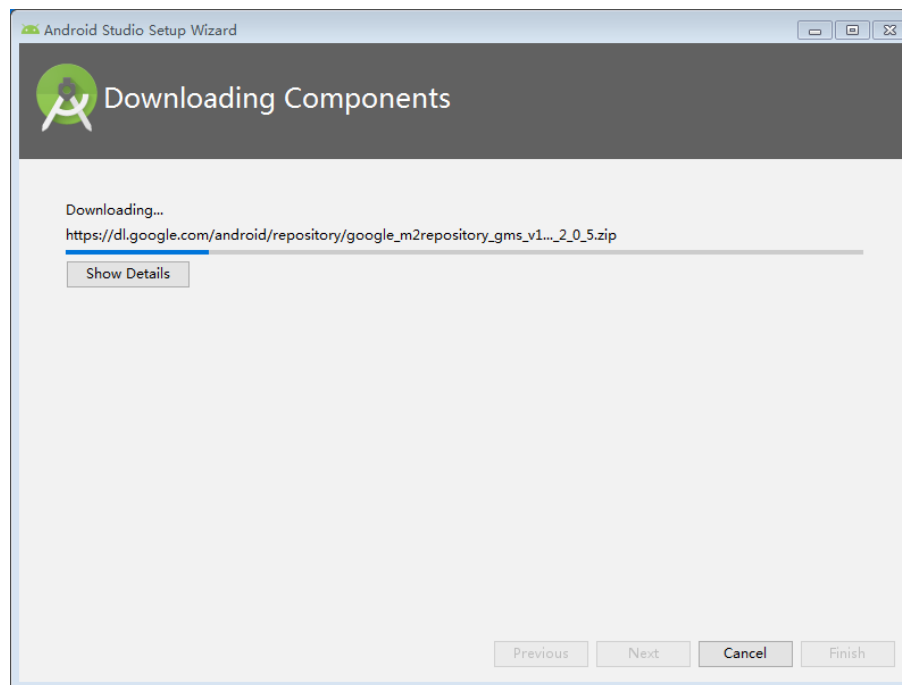 Android Studio Setup Wizard
Downloading Components
Downloading...
https://dl.google.com/android/repository/google_m2repository_gms_v1..._2_0_5.zip
Show Details
Previous Next Cancel Finish